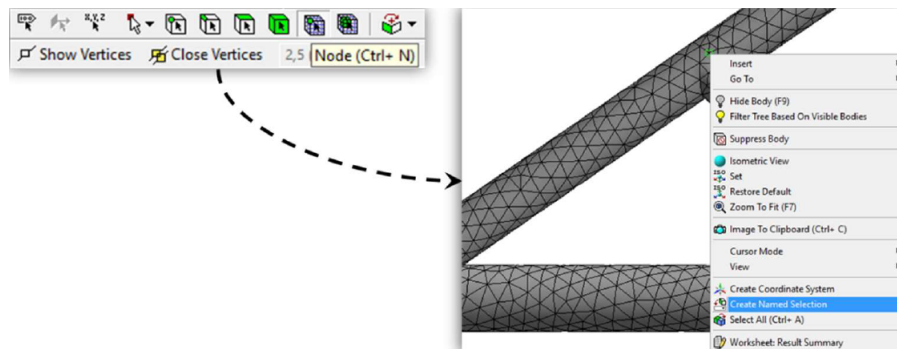 x,y,z
Show Vertices Close Vertices 2,5 Node (Ctrl+ N)
Insert
Go To
Hide Body (F9)
Filter Tree Based On Visible Bodies
Suppress Body
Isometric View
ISO Set
ISO Restore Default
Zoom To Fit (F7)
Image To Clipboard (Ctrl+ C)
Cursor Mode
View
Create Coordinate System
Create Named Selection
Select All (Ctrl+ A)
Worksheet: Result Summary